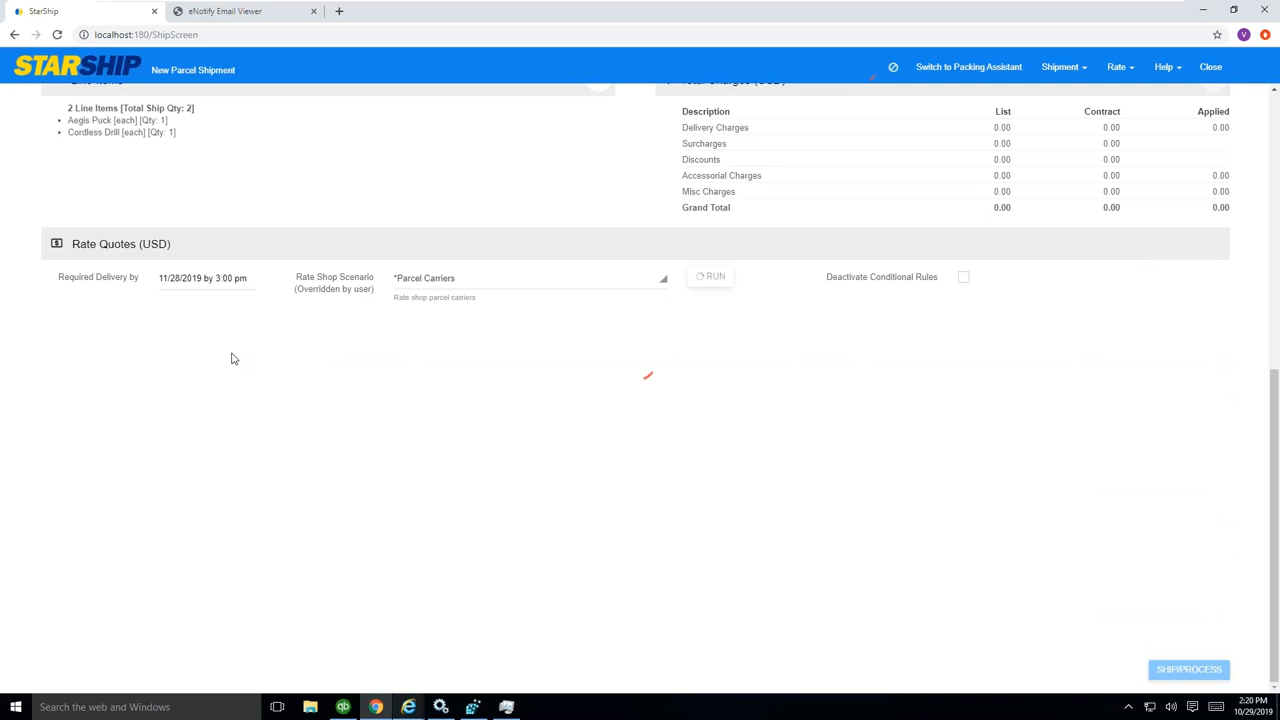 StarShip
eNotify Email Viewer
localhost:180/ShipScreen
V
STARSHIP New Parcel Shipment
Switch to Packing Assistant Shipment Rate Help Close
2 Line Items [Total Ship Qty: 2]
Aegis Puck [each] [Qty: 1]
Cordless Drill [each] [Qty: 1]
Description List Contract Applied
Delivery Charges 0.00 0.00 0.00
Surcharges 0.00 0.00
Discounts 0.00 0.00
Accessorial Charges 0.00 0.00 0.00
Misc Charges 0.00 0.00 0.00
Grand Total 0.00 0.00 0.00
Rate Quotes (USD)
Required Delivery by 11/28/2019 by 3:00 pm
Rate Shop Scenario
(Overridden by user)
*Parcel Carriers
Rate shop parcel carriers
RUN
Deactivate Conditional Rules
SHIP/PROCESS
Search the web and Windows
2:20 PM
10/29/2019